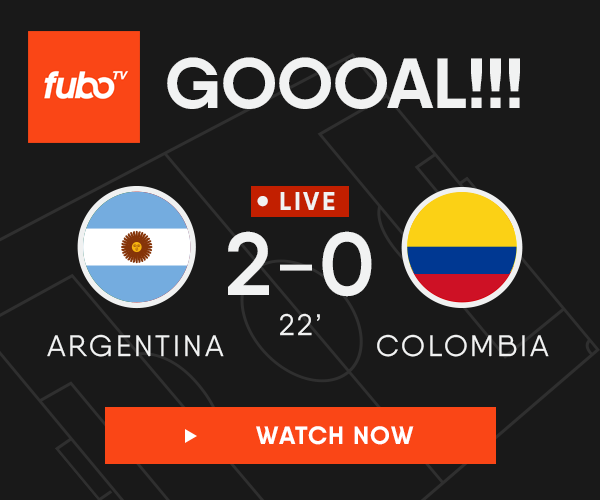 fuboTV
GOOOAL!!!
LIVE
2-0
22’
ARGENTINA
COLOMBIA
WATCH NOW